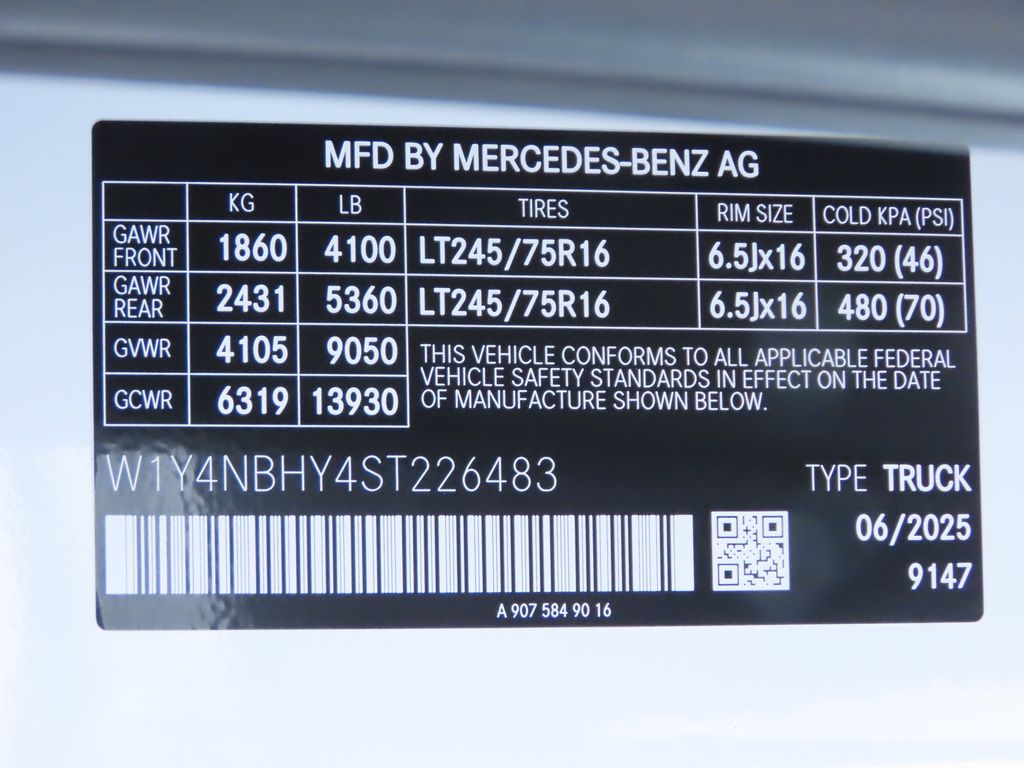 MFD BY MERCEDES-BENZ AG
KG LB TIRES RIM SIZE COLD KPA (PSI)
GAWR FRONT 1860 4100 LT245/75R16 6.5Jx16 320 (46)
GAWR REAR 2431 5360 LT245/75R16 6.5Jx16 480 (70)
GVWR 4105 9050
GCWR 6319 13930
THIS VEHICLE CONFORMS TO ALL APPLICABLE FEDERAL
VEHICLE SAFETY STANDARDS IN EFFECT ON THE DATE
OF MANUFACTURE SHOWN BELOW.
W1Y4NBHY4ST226483
TYPE TRUCK
06/2025
9147
A 907 584 90 16